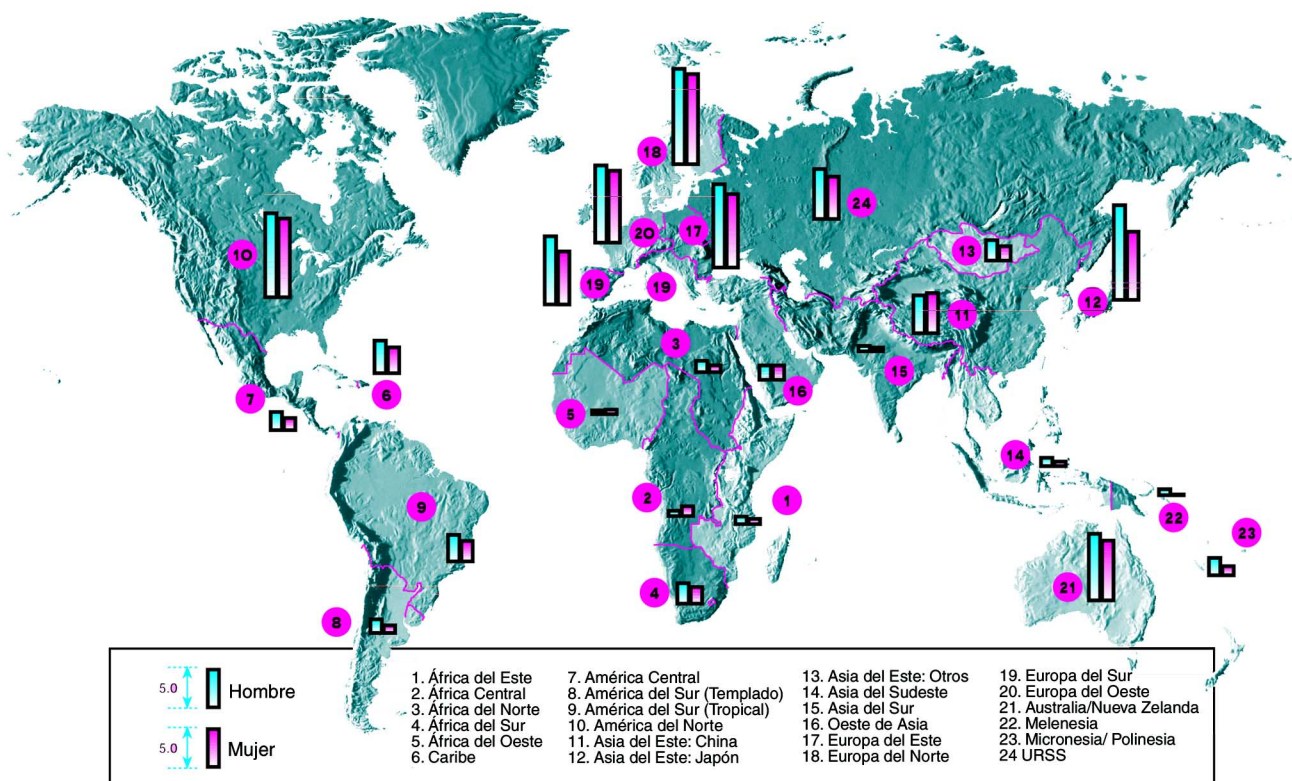 18
24
20
17
10
13
19
19
12
11
3
15
7
6
16
5
14
2
1
9
22
23
4
21
8
5.0
Hombre
5.0
Mujer
1. África del Este
2. África Central
3. África del Norte
4. África del Sur
5. África del Oeste
6. Caribe
7. América Central
8. América del Sur (Templado)
9. América del Sur (Tropical)
10. América del Norte
11. Asia del Este: China
12. Asia del Este: Japón
13. Asia del Este: Otros
14. Asia del Sudeste
15. Asia del Sur
16. Oeste de Asia
17. Europa del Este
18. Europa del Norte
19. Europa del Sur
20. Europa del Oeste
21. Australia/Nueva Zelanda
22. Melenesia
23. Micronesia/ Polinesia
24 URSS